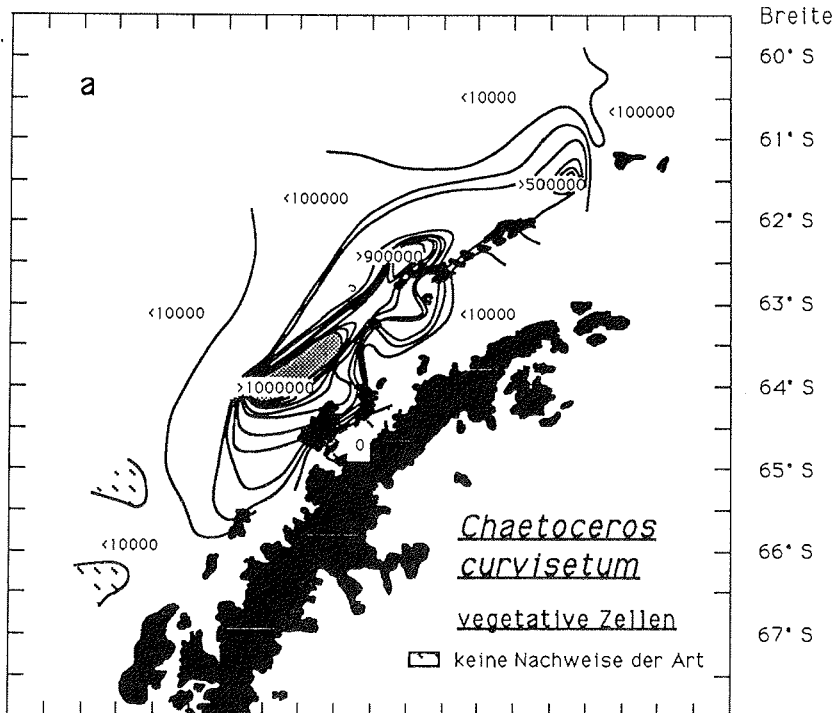 Breite
60° S
a
<10000
<100000
61° S
>500000
<100000
62° S
>900000
<10000
<10000
63° S
>1000000
64° S
0
65° S
<10000
Chaetoceros
curvisetum
66° S
vegetative Zellen
67° S
keine Nachweise der Art